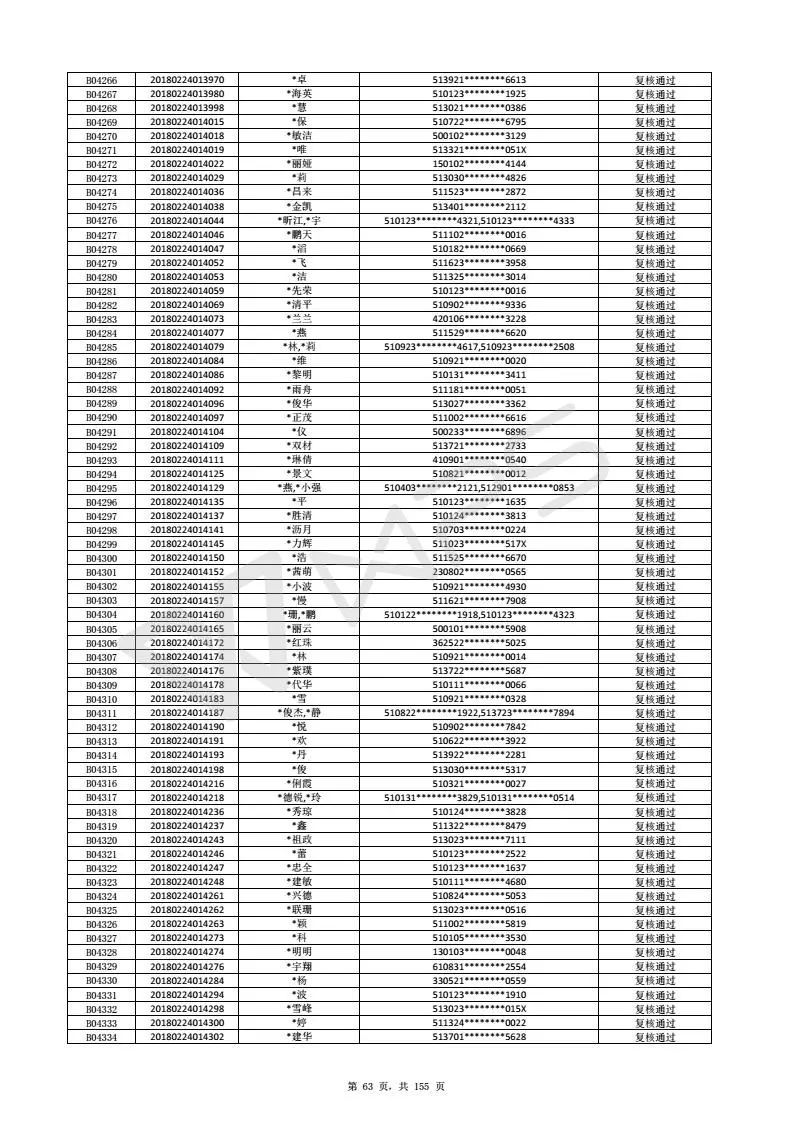 B04266 20180224013970 *卓 513921********6613 复核通过
B04267 20180224013980 *海英 510123********1925 复核通过
B04268 20180224013998 *慧 513021********0386 复核通过
B04269 20180224014015 *保 510722********6795 复核通过
B04270 20180224014018 *敏洁 500102********3129 复核通过
B04271 20180224014019 *唯 513321********051X 复核通过
B04272 20180224014022 *丽娅 150102********4144 复核通过
B04273 20180224014029 *莉 513030********4826 复核通过
B04274 20180224014036 *昌来 511523********2872 复核通过
B04275 20180224014038 *金凯 513401********2112 复核通过
B04276 20180224014044 *昕江,*宇 510123********4321,510123********4333 复核通过
B04277 20180224014046 *鹏天 511102********0016 复核通过
B04278 20180224014047 *滔 510182********0669 复核通过
B04279 20180224014052 *飞 511623********3958 复核通过
B04280 20180224014053 *洁 511325********3014 复核通过
B04281 20180224014059 *先荣 510123********0016 复核通过
B04282 20180224014069 *清平 510902********9336 复核通过
B04283 20180224014073 *兰兰 420106********3228 复核通过
B04284 20180224014077 *燕 511529********6620 复核通过
B04285 20180224014079 *林,*莉 510923********4617,510923********2508 复核通过
B04286 20180224014084 *维 510921********0020 复核通过
B04287 20180224014086 *黎明 510131********3411 复核通过
B04288 20180224014092 *雨舟 511181********0051 复核通过
B04289 20180224014096 *俊华 513027********3362 复核通过
B04290 20180224014097 *正茂 511002********6616 复核通过
B04291 20180224014104 *仪 500233********6896 复核通过
B04292 20180224014109 *双材 513721********2733 复核通过
B04293 20180224014111 *琳倩 410901********0540 复核通过
B04294 20180224014125 *景文 510821********0012 复核通过
B04295 20180224014129 *燕,*小强 510403********2121,512901********0853 复核通过
B04296 20180224014135 *平 510123********1635 复核通过
B04297 20180224014137 *胜清 510124********3813 复核通过
B04298 20180224014141 *沥月 510703********0224 复核通过
B04299 20180224014145 *力辉 511023********517X 复核通过
B04300 20180224014150 *浩 511525********6670 复核通过
B04301 20180224014152 *茜萌 230802********0565 复核通过
B04302 20180224014155 *小波 510921********4930 复核通过
B04303 20180224014157 *慢 511621********7908 复核通过
B04304 20180224014160 *珊,*鹏 510122********1918,510123********4323 复核通过
B04305 20180224014165 *丽云 500101********5908 复核通过
B04306 20180224014172 *红珠 362522********5025 复核通过
B04307 20180224014174 *林 510921********0014 复核通过
B04308 20180224014176 *紫璞 513722********5687 复核通过
B04309 20180224014178 *代华 510111********0066 复核通过
B04310 20180224014183 *雪 510921********0328 复核通过
B04311 20180224014187 *俊杰,*静 510822********1922,513723********7894 复核通过
B04312 20180224014190 *悦 510902********7842 复核通过
B04313 20180224014191 *欢 510622********3922 复核通过
B04314 20180224014193 *丹 513922********2281 复核通过
B04315 20180224014198 *俊 513030********5317 复核通过
B04316 20180224014216 *俐霞 510321********0027 复核通过
B04317 20180224014218 *德锐,*玲 510131********3829,510131********0514 复核通过
B04318 20180224014236 *秀琼 510124********3828 复核通过
B04319 20180224014237 *鑫 511322********8479 复核通过
B04320 20180224014243 *祖政 513023********7111 复核通过
B04321 20180224014246 *蕾 510123********2522 复核通过
B04322 20180224014247 *忠全 510123********1637 复核通过
B04323 20180224014248 *建敏 510111********4680 复核通过
B04324 20180224014261 *兴德 510824********5053 复核通过
B04325 20180224014262 *联珊 513023********0516 复核通过
B04326 20180224014263 *颖 511002********5819 复核通过
B04327 20180224014273 *科 510105********3530 复核通过
B04328 20180224014274 *明明 130103********0048 复核通过
B04329 20180224014276 *宇翔 610831********2554 复核通过
B04330 20180224014284 *杨 330521********0559 复核通过
B04331 20180224014294 *波 510123********1910 复核通过
B04332 20180224014298 *雪峰 513023********015X 复核通过
B04333 20180224014300 *婷 511324********0022 复核通过
B04334 20180224014302 *建华 513701********5628 复核通过
第 63 页，共 155 页